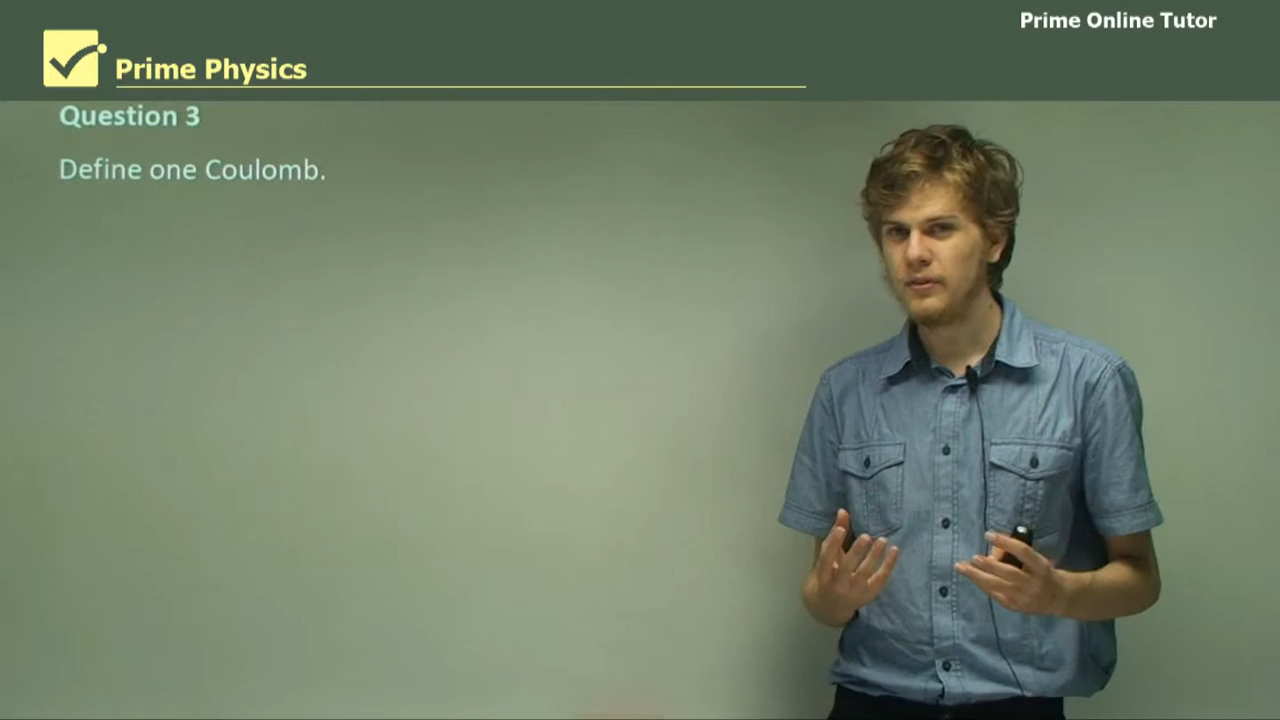 Prime Online Tutor
Prime Physics
Question 3
Define one Coulomb.